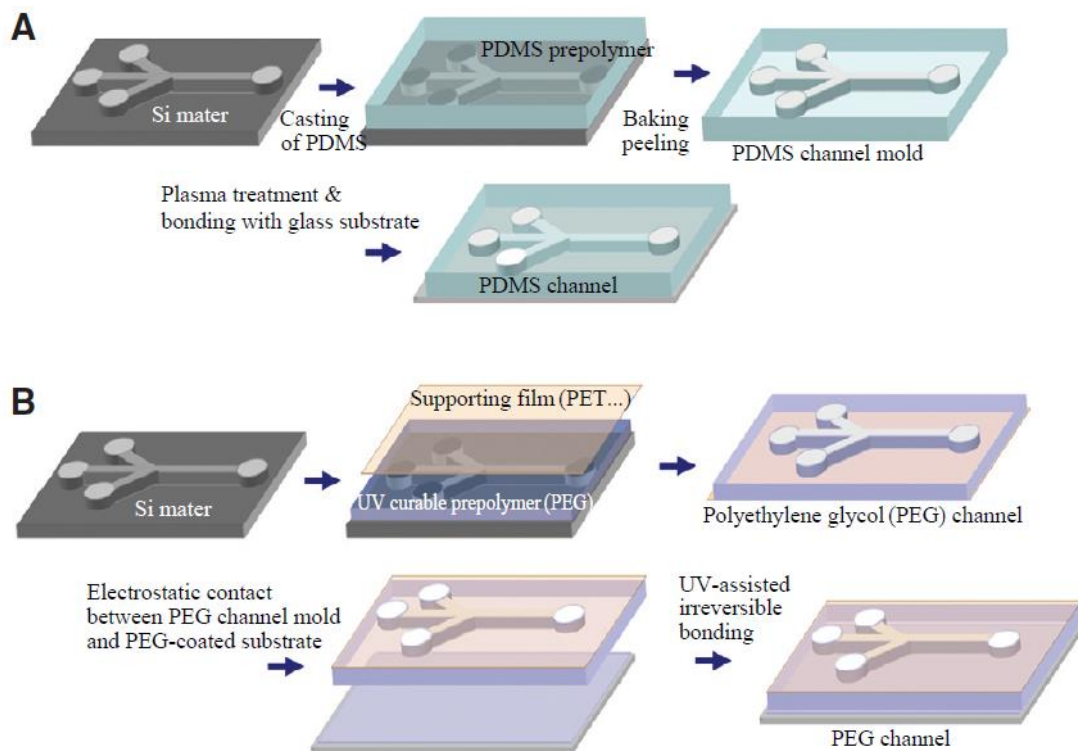 A
Si mater
Casting
of PDMS
PDMS prepolymer
Baking
peeling
PDMS channel mold
Plasma treatment &
bonding with glass substrate
PDMS channel
B
Si mater
Supporting film (PET...)
UV curable prepolymer (PEG)
Polyethylene glycol (PEG) channel
Electrostatic contact
between PEG channel mold
and PEG-coated substrate
UV-assisted
irreversible
bonding
PEG channel